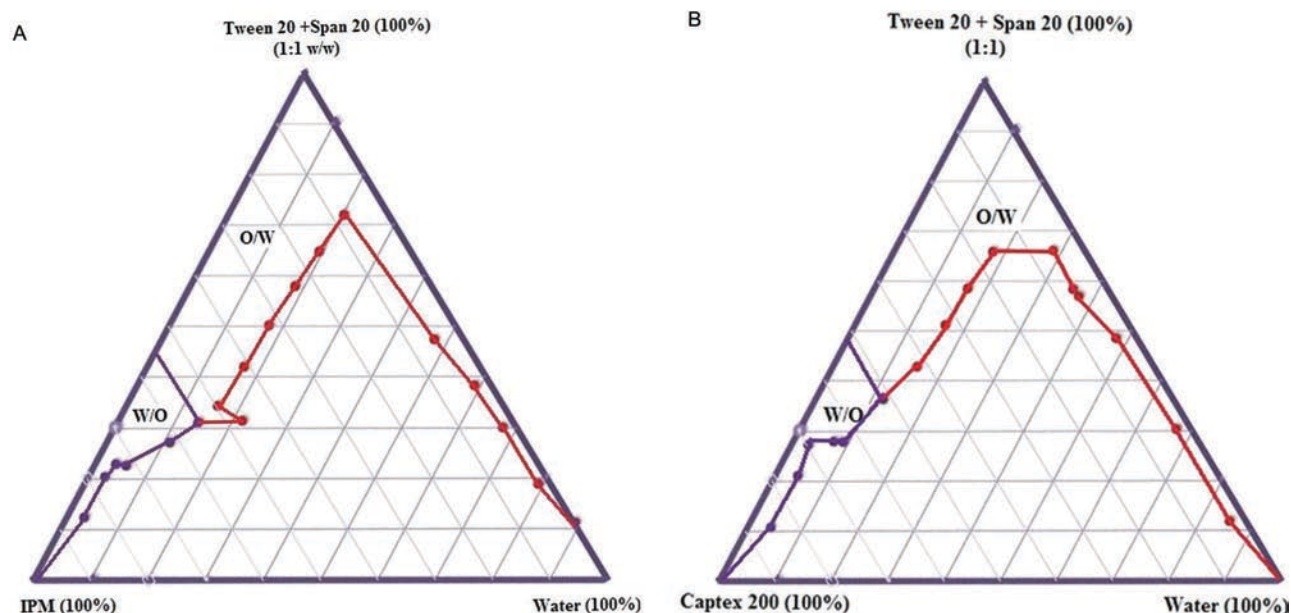 A
Tween 20 +Span 20 (100%)
(1:1 w/w)
O/W
W/O
IPM (100%)
Water (100%)
B
Tween 20 + Span 20 (100%)
(1:1)
O/W
W/O
Captex 200 (100%)
Water (100%)